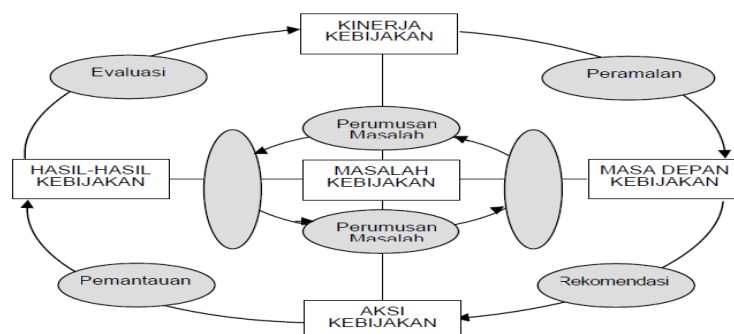 KINERJA
KEBIJAKAN
Evaluasi
Peramalan
Perumusan
Masalah
HASIL-HASIL
KEBIJAKAN
MASALAH
KEBIJAKAN
MASA DEPAN
KEBIJAKAN
Perumusan
Masalah
Pemantauan
Rekomendasi
AKSI
KEBIJAKAN